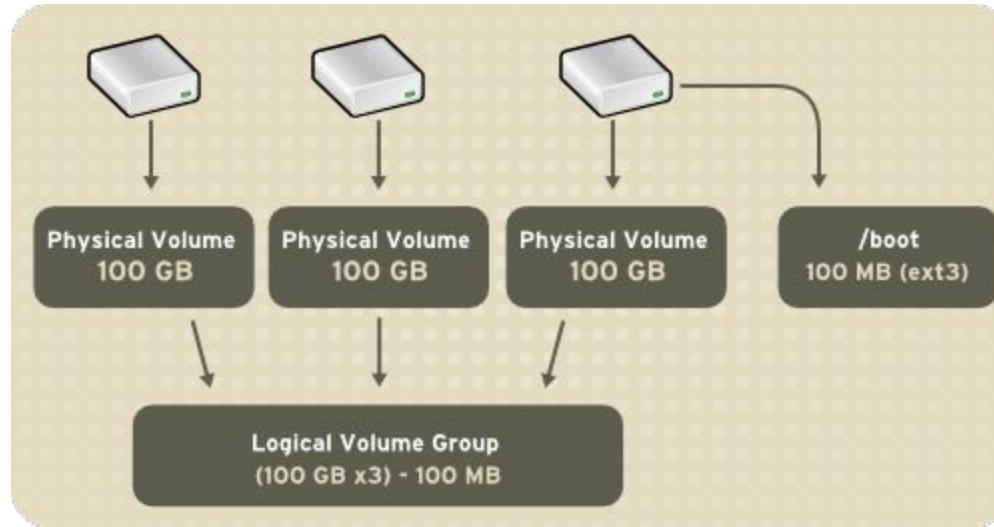 Physical Volume
100 GB
Physical Volume
100 GB
Physical Volume
100 GB
/boot
100 MB (ext3)
Logical Volume Group
(100 GB x3) - 100 MB